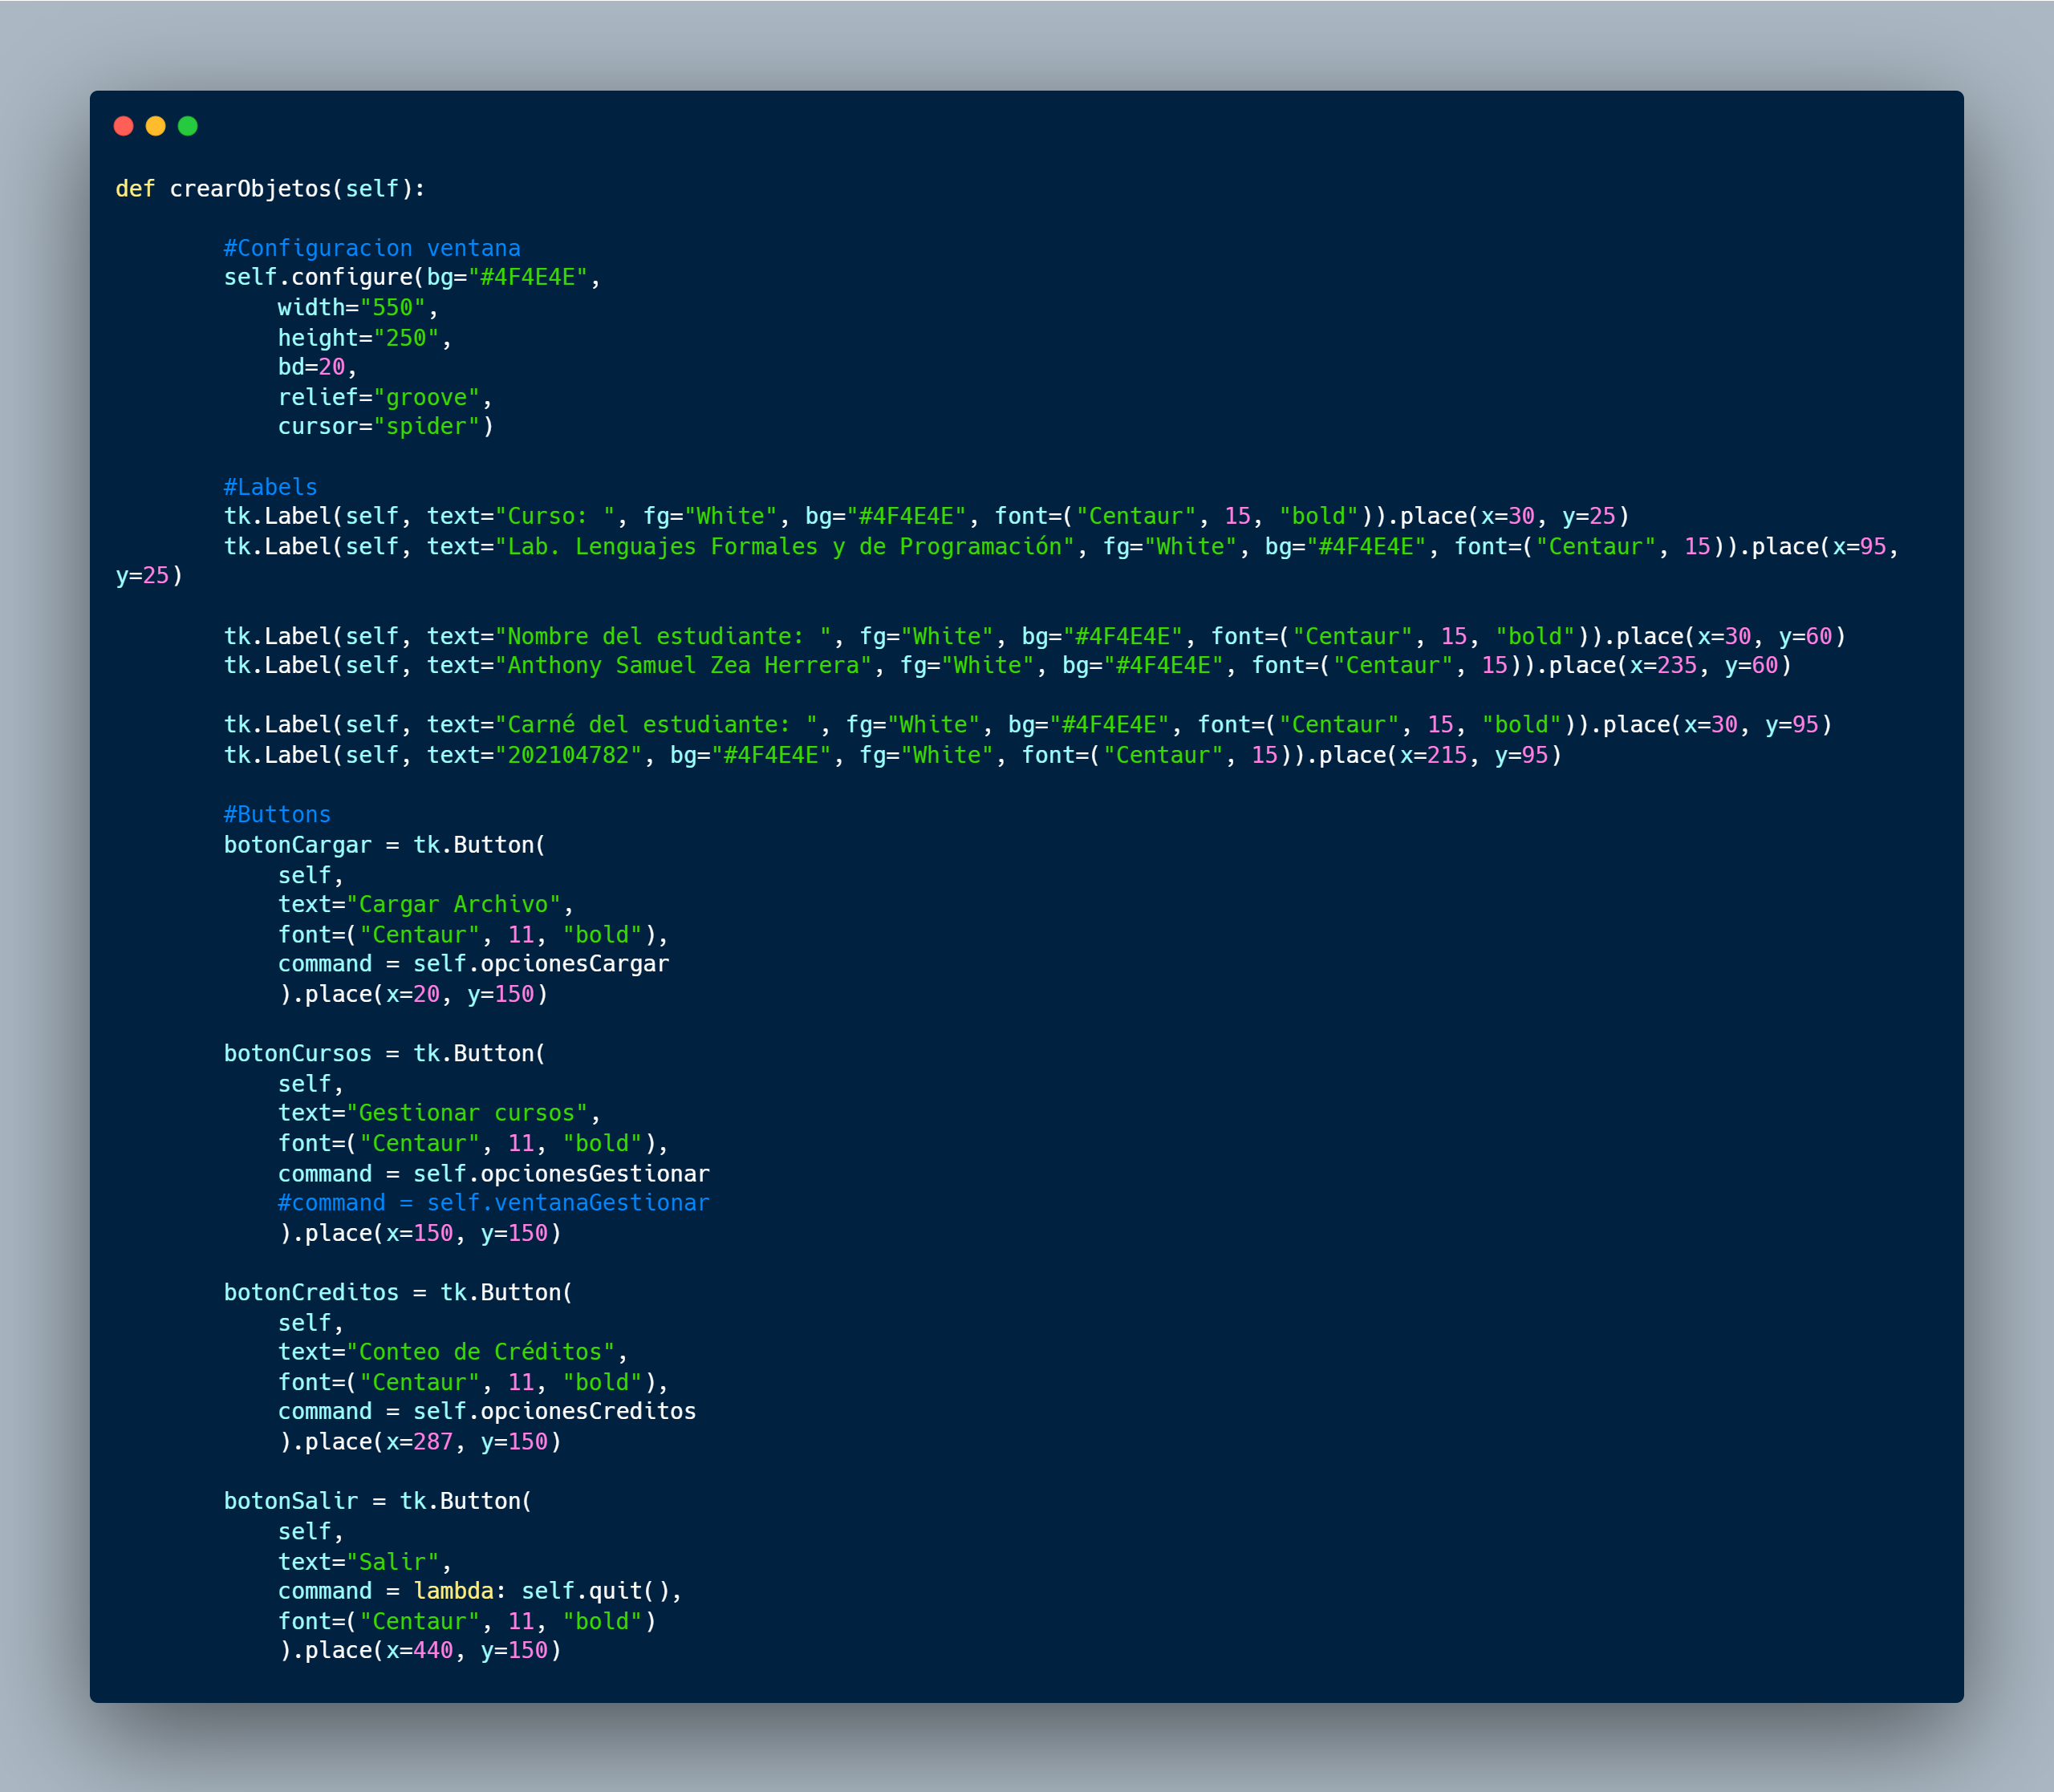 def crearObjetos(self):
#Configuracion ventana
self.configure(bg="#4F4E4E",
width="550",
height="250",
bd=20,
relief="groove",
cursor="spider")
#Labels
tk.Label(self, text="Curso: ", fg="White", bg="#4F4E4E", font=("Centaur", 15, "bold")).place(x=30, y=25)
tk.Label(self, text="Lab. Lenguajes Formales y de Programación", fg="White", bg="#4F4E4E", font=("Centaur", 15)).place(x=95,
y=25)
tk.Label(self, text="Nombre del estudiante: ", fg="White", bg="#4F4E4E", font=("Centaur", 15, "bold")).place(x=30, y=60)
tk.Label(self, text="Anthony Samuel Zea Herrera", fg="White", bg="#4F4E4E", font=("Centaur", 15)).place(x=235, y=60)
tk.Label(self, text="Carné del estudiante: ", fg="White", bg="#4F4E4E", font=("Centaur", 15, "bold")).place(x=30, y=95)
tk.Label(self, text="202104782", bg="#4F4E4E", fg="White", font=("Centaur", 15)).place(x=215, y=95)
#Buttons
botonCargar = tk.Button(
self,
text="Cargar Archivo",
font=("Centaur", 11, "bold"),
command = self.opcionesCargar
).place(x=20, y=150)
botonCursos = tk.Button(
self,
text="Gestionar cursos",
font=("Centaur", 11, "bold"),
command = self.opcionesGestionar
#command = self.ventanaGestionar
).place(x=150, y=150)
botonCreditos = tk.Button(
self,
text="Conteo de Créditos",
font=("Centaur", 11, "bold"),
command = self.opcionesCreditos
).place(x=287, y=150)
botonSalir = tk.Button(
self,
text="Salir",
command = lambda: self.quit(),
font=("Centaur", 11, "bold")
).place(x=440, y=150)